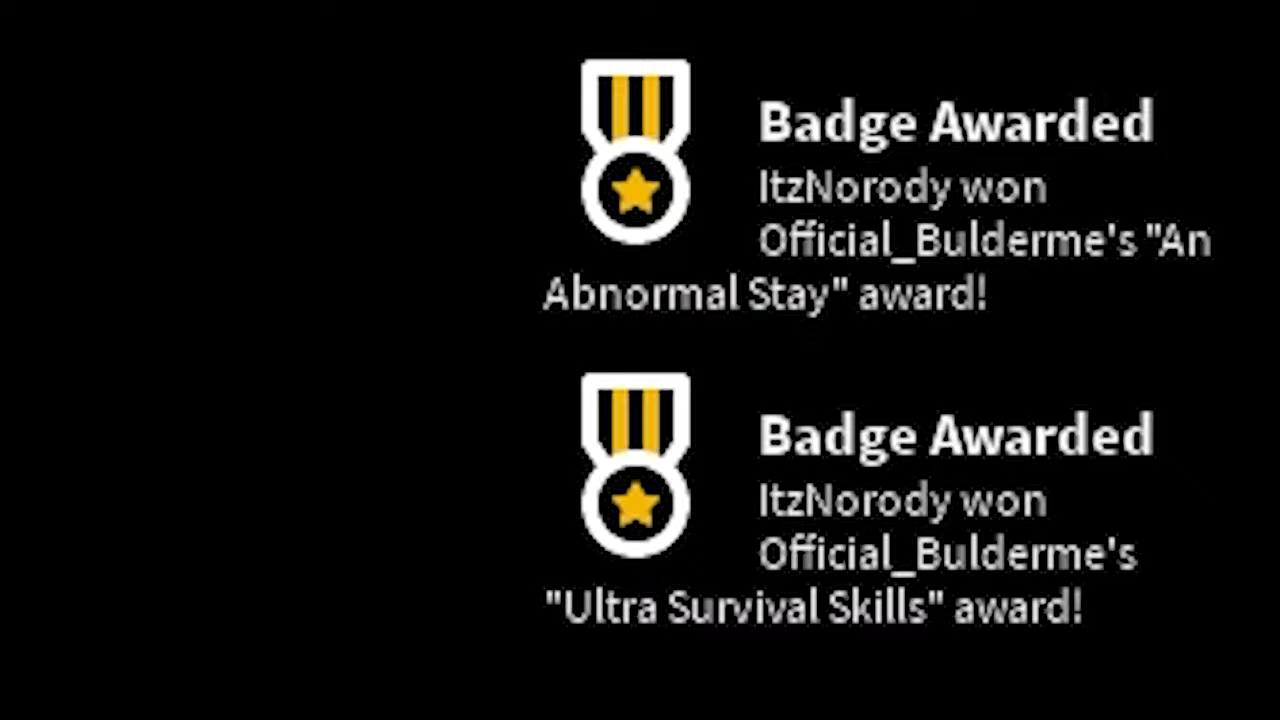 Badge Awarded
ItzNorody won
Official_Bulderme's "An
Abnormal Stay" award!
Badge Awarded
ItzNorody won
Official_Bulderme's
"Ultra Survival Skills" award!